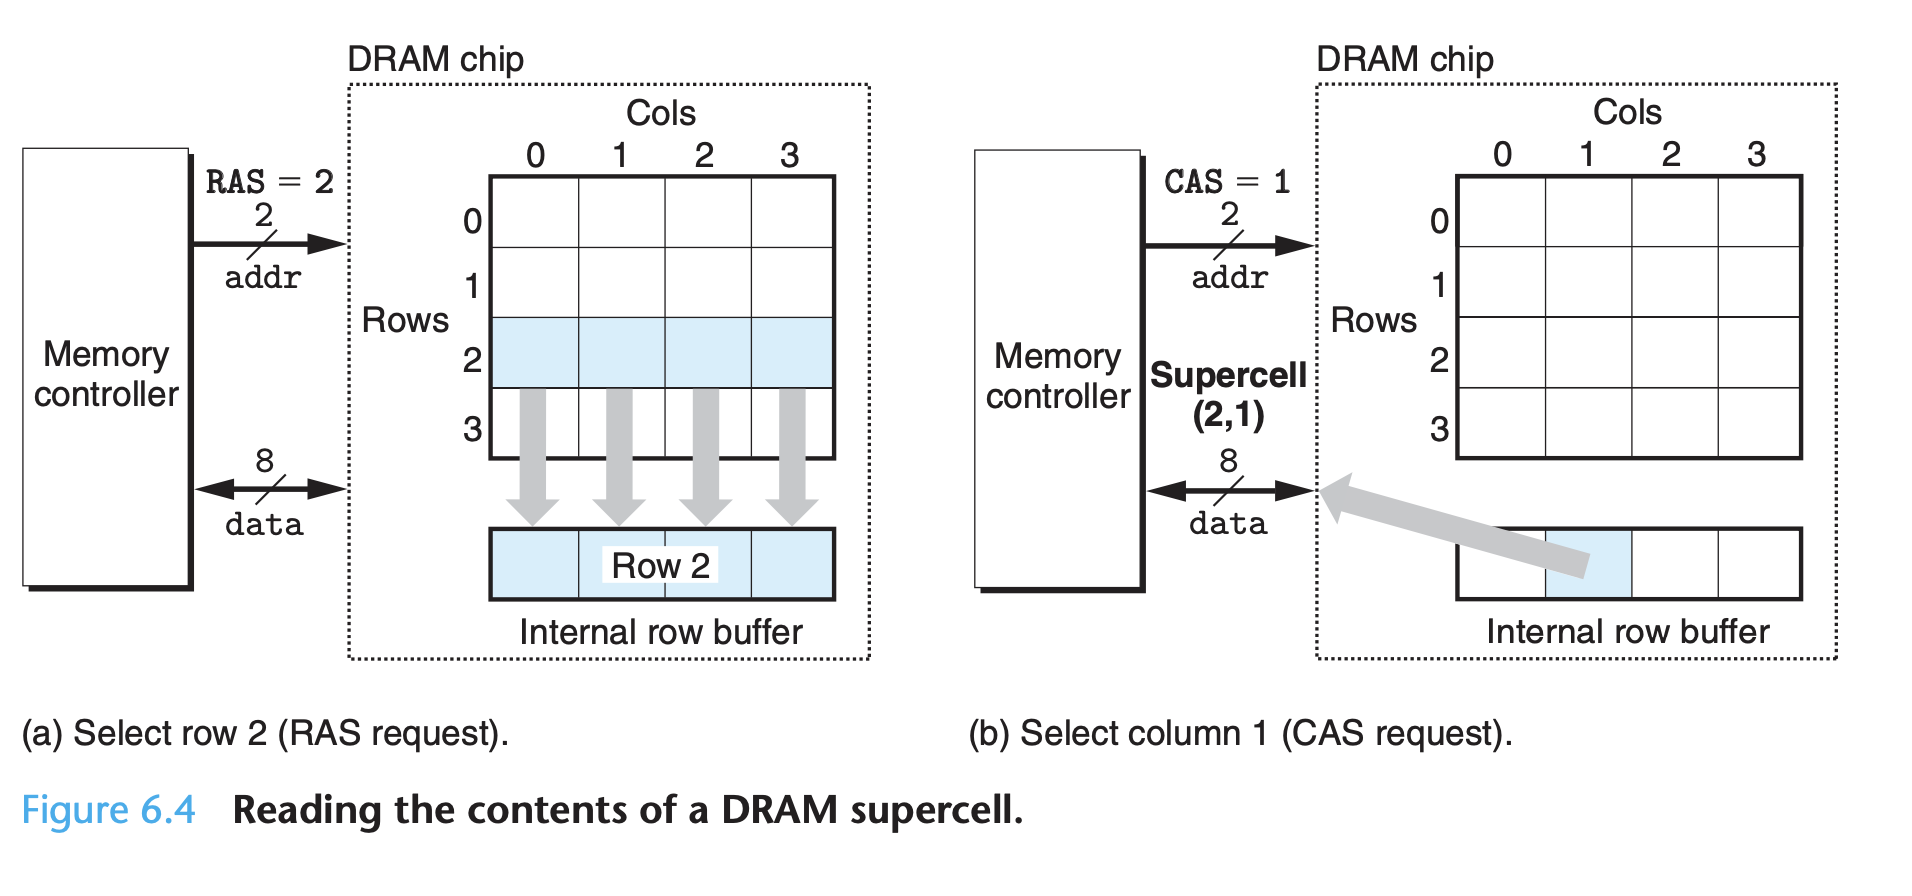 DRAM chip
Cols
0 1 2 3
RAS = 2
2
addr
0
1
Rows
2
3
Memory
controller
8
data
Row 2
Internal row buffer
(a) Select row 2 (RAS request).
DRAM chip
Cols
0 1 2 3
CAS = 1
2
addr
0
1
Rows
2
3
Memory
controller
Supercell
(2,1)
8
data
Internal row buffer
(b) Select column 1 (CAS request).
Figure 6.4 Reading the contents of a DRAM supercell.